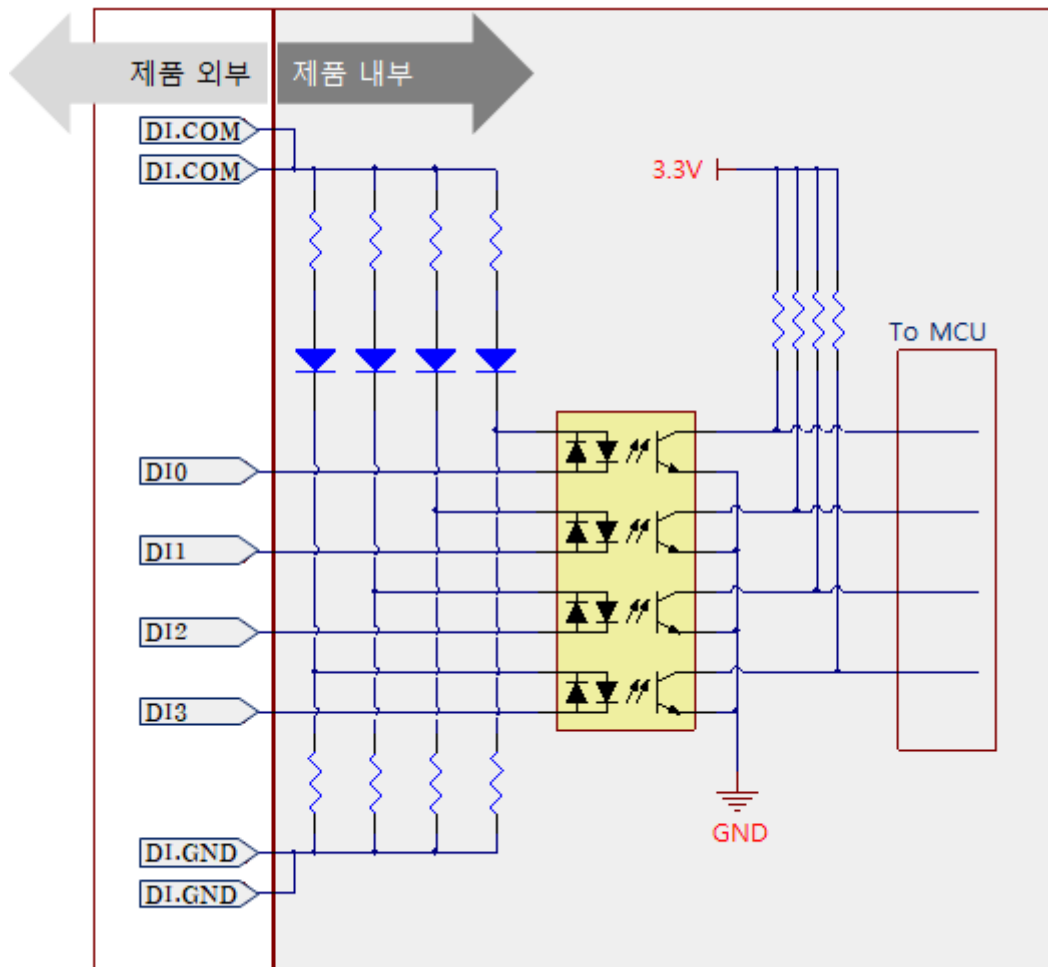 제품 외부
제품 내부
DI.COM
DI.COM
3.3V
To MCU
DI0
DI1
DI2
DI3
GND
DI.GND
DI.GND